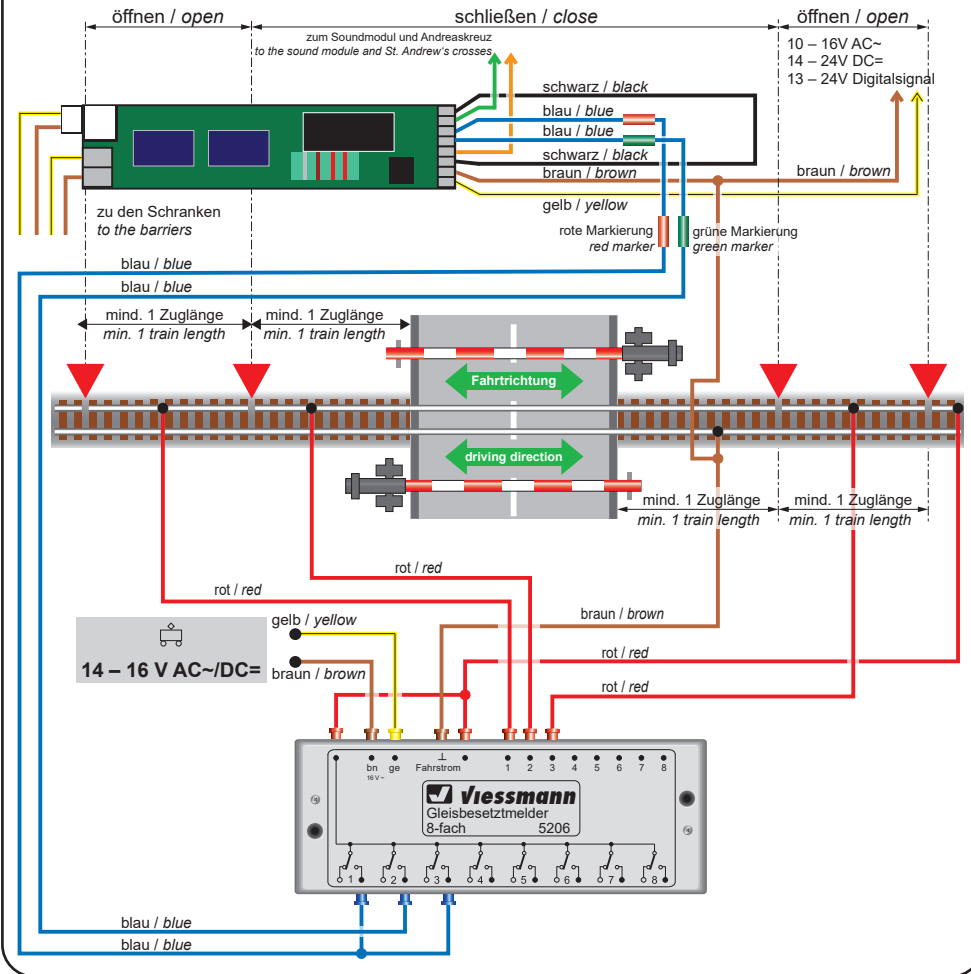 öffnen / open
schließen / close
öffnen / open
zum Soundmodul und Andreaskreuz
to the sound module and St. Andrew's crosses
10 – 16V AC~
14 – 24V DC=
13 – 24V Digitalsignal
schwarz / black
blau / blue
blau / blue
schwarz / black
braun / brown
braun / brown
gelb / yellow
zu den Schranken
to the barriers
rote Markierung
red marker
grüne Markierung
green marker
blau / blue
blau / blue
mind. 1 Zuglänge
min. 1 train length
mind. 1 Zuglänge
min. 1 train length
Fahrtrichtung
driving direction
mind. 1 Zuglänge
min. 1 train length
mind. 1 Zuglänge
min. 1 train length
rot / red
rot / red
braun / brown
gelb / yellow
14 – 16 V AC~/DC=
braun / brown
rot / red
rot / red
bn
16 V ~
ge
⊥
Fahrstrom
1 2 3 4 5 6 7 8
Viessmann
Gleisbesetztmelder
8-fach 5206
1 2 3 4 5 6 7 8
blau / blue
blau / blue